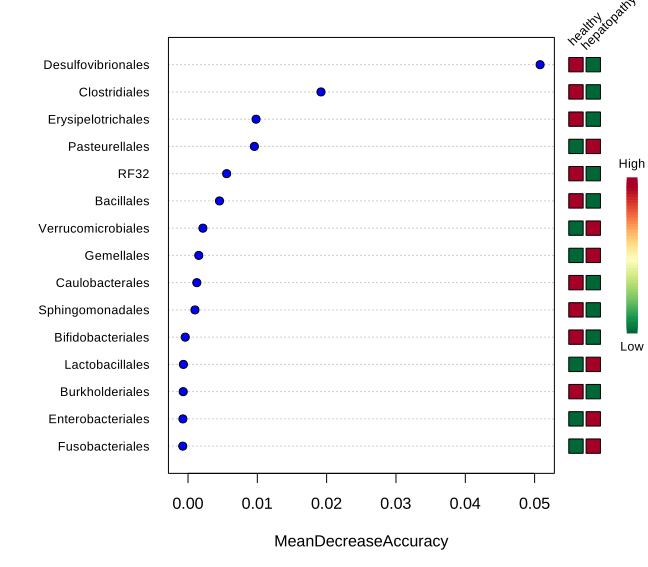 healthy
hepatopathy
Desulfovibrionales
Clostridiales
Erysipelotrichales
Pasteurellales
RF32
Bacillales
Verrucomicrobiales
Gemellales
Caulobacterales
Sphingomonadales
Bifidobacteriales
Lactobacillales
Burkholderiales
Enterobacteriales
Fusobacteriales
High
Low
0.00 0.01 0.02 0.03 0.04 0.05
MeanDecreaseAccuracy